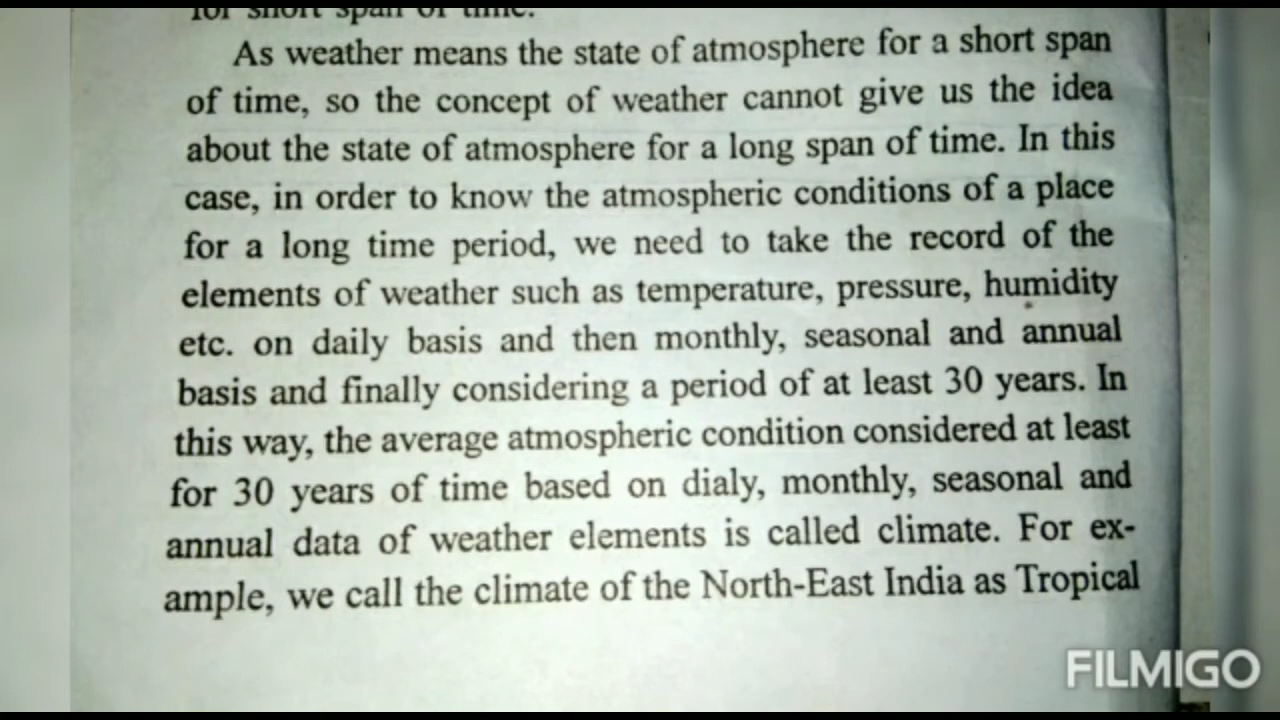 for short span of time.
As weather means the state of atmosphere for a short span
of time, so the concept of weather cannot give us the idea
about the state of atmosphere for a long span of time. In this
case, in order to know the atmospheric conditions of a place
for a long time period, we need to take the record of the
elements of weather such as temperature, pressure, humidity
etc. on daily basis and then monthly, seasonal and annual
basis and finally considering a period of at least 30 years. In
this way, the average atmospheric condition considered at least
for 30 years of time based on dialy, monthly, seasonal and
annual data of weather elements is called climate. For ex-
ample, we call the climate of the North-East India as Tropical
FILMIGO